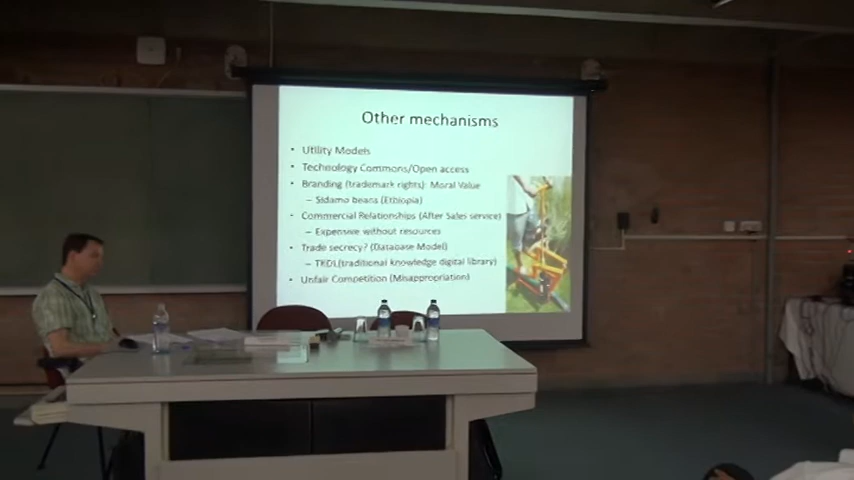 Other mechanisms
• Utility Models
• Technology Commons/Open access
• Branding (trademark rights): Moral Value
– Sidamo beans (Ethiopia)
• Commercial Relationships (After Sales service)
– Expensive without resources
• Trade secrecy? (Database Model)
– TKDL(traditional knowledge digital library)
• Unfair Competition (Misappropriation)